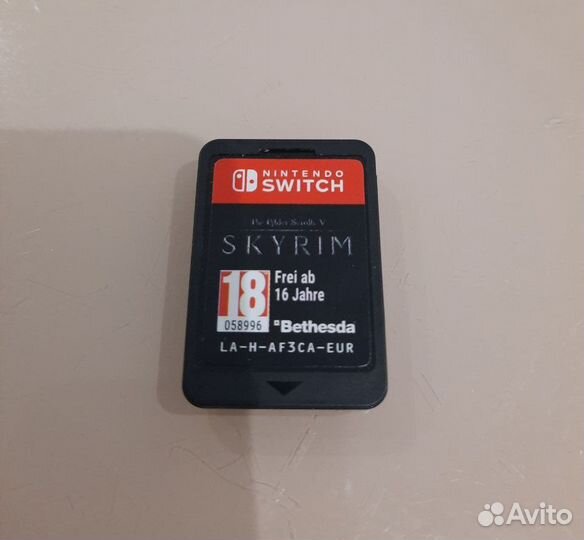 NINTENDO
SWITCH
The Elder Scrolls V
SKYRIM
18
058996
Frei ab
16 Jahre
Bethesda
LA-H-AF3CA-EUR
Avito